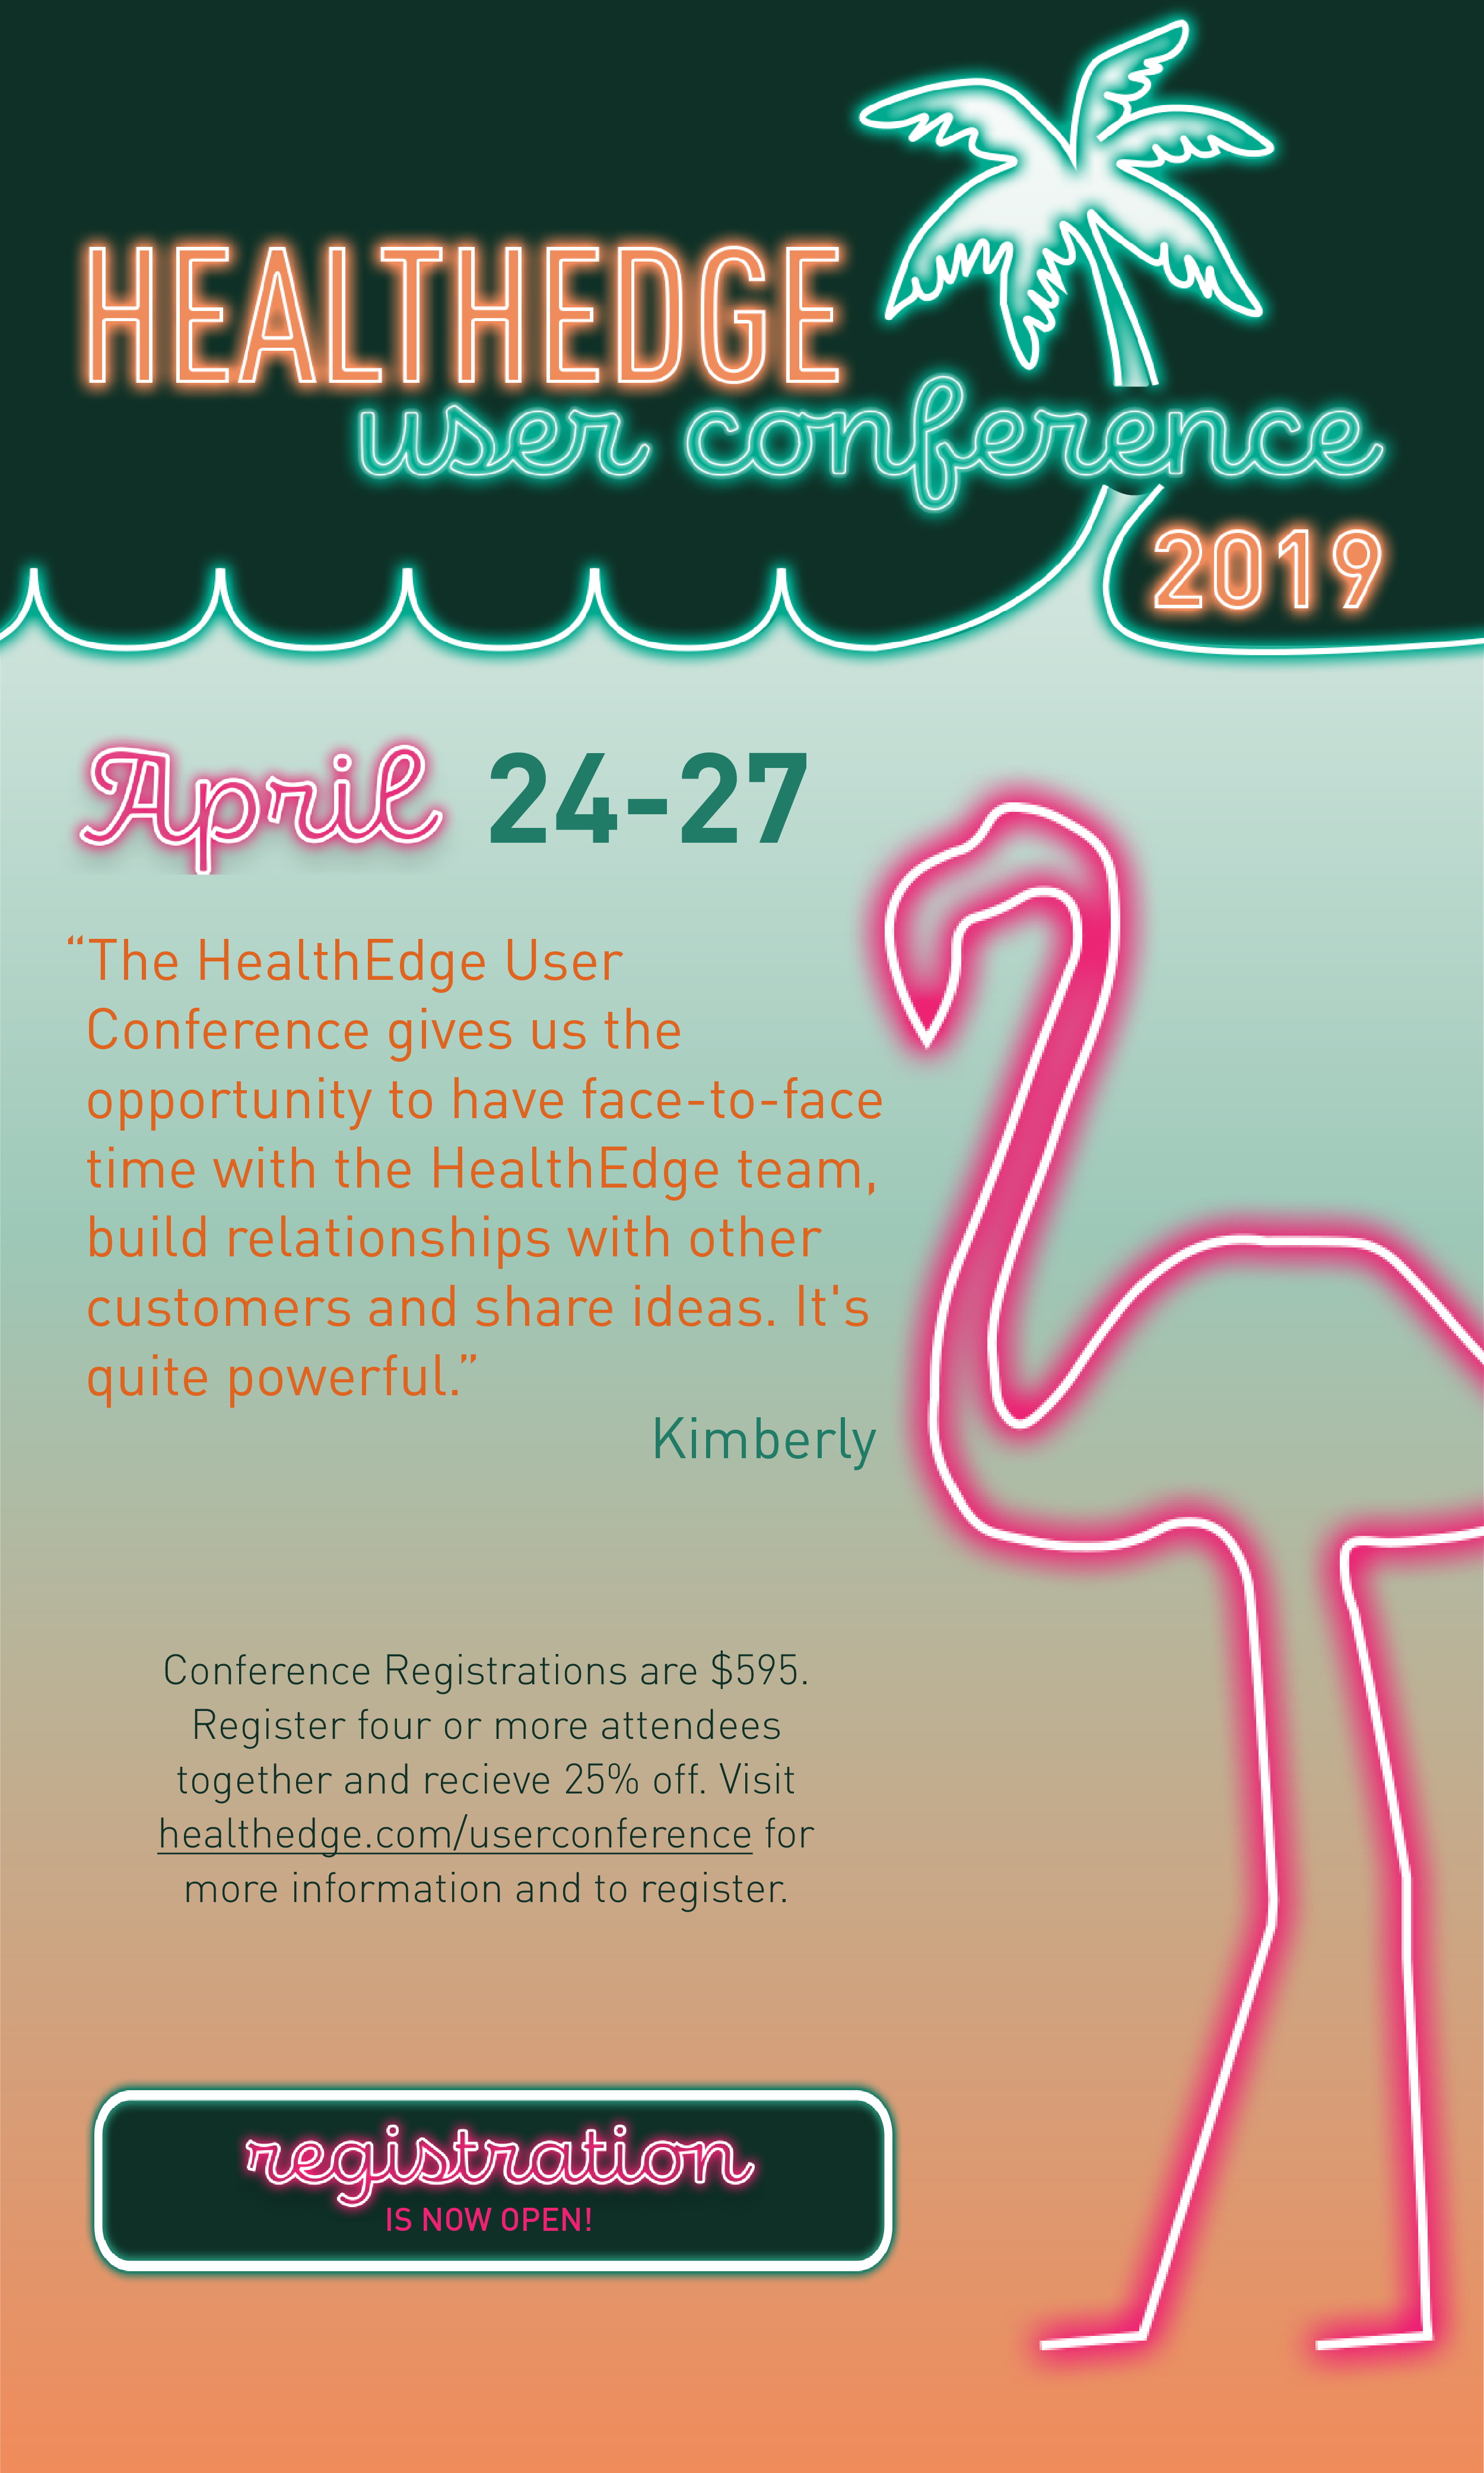 HEALTHEDGE
user conference
2019
April 24-27
“The HealthEdge User
Conference gives us the
opportunity to have face-to-face
time with the HealthEdge team,
build relationships with other
customers and share ideas. It's
quite powerful.”
Kimberly
Conference Registrations are $595.
Register four or more attendees
together and recieve 25% off. Visit
healthedge.com/userconference for
more information and to register.
registration
IS NOW OPEN!